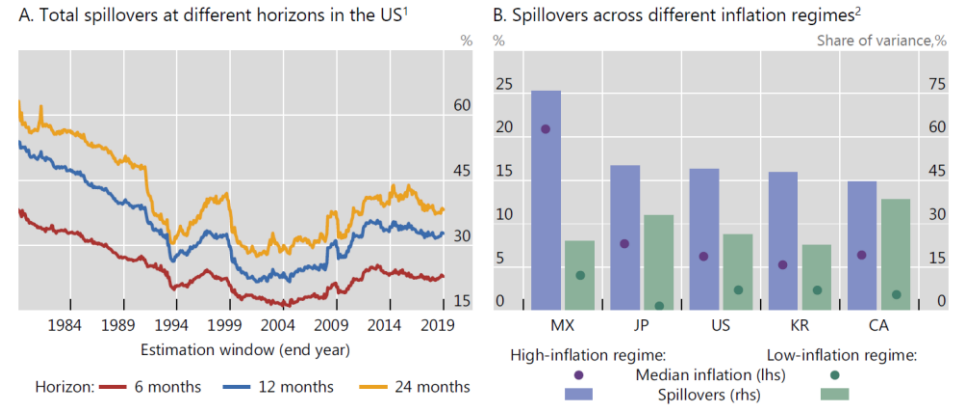 A. Total spillovers at different horizons in the US1
%
60
45
30
15
1984 1989 1994 1999 2004 2009 2014 2019
Estimation window (end year)
Horizon: 6 months 12 months 24 months
B. Spillovers across different inflation regimes2
% Share of variance,%
25 75
20 60
15 45
10 30
5 15
0 0
MX JP US KR CA
High-inflation regime: Low-inflation regime:
Median inflation (lhs)
Spillovers (rhs)